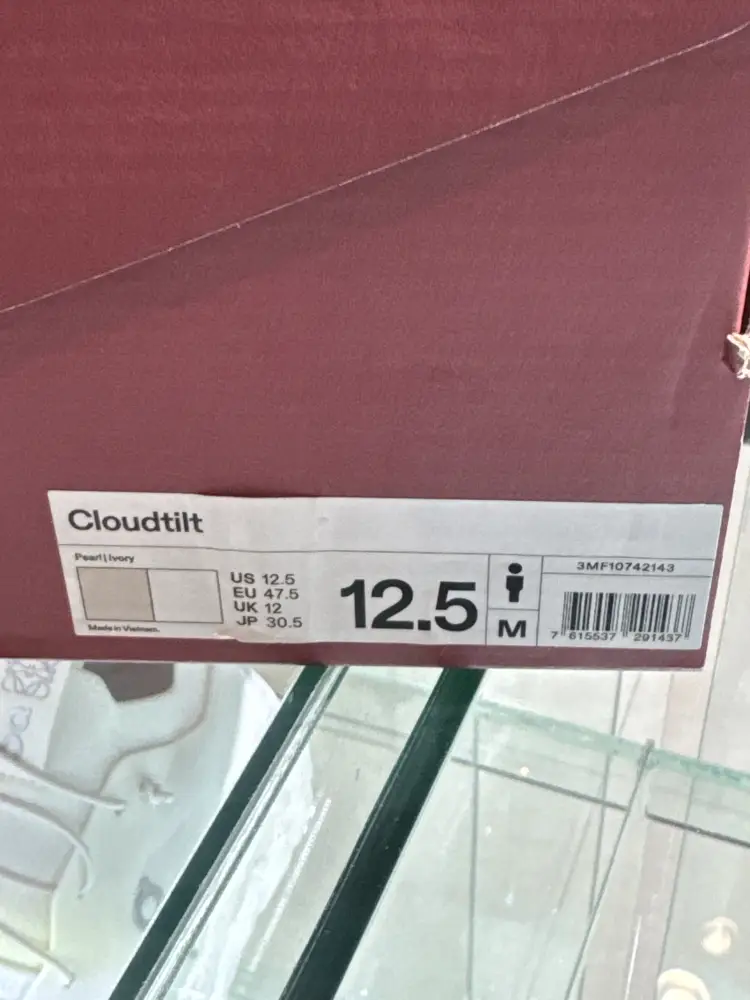 Cloudtilt
Pearl | Ivory
US 12.5
EU 47.5
UK 12
JP 30.5
Made in Vietnam.
12.5
M
3MF10742143
7 615537 291437